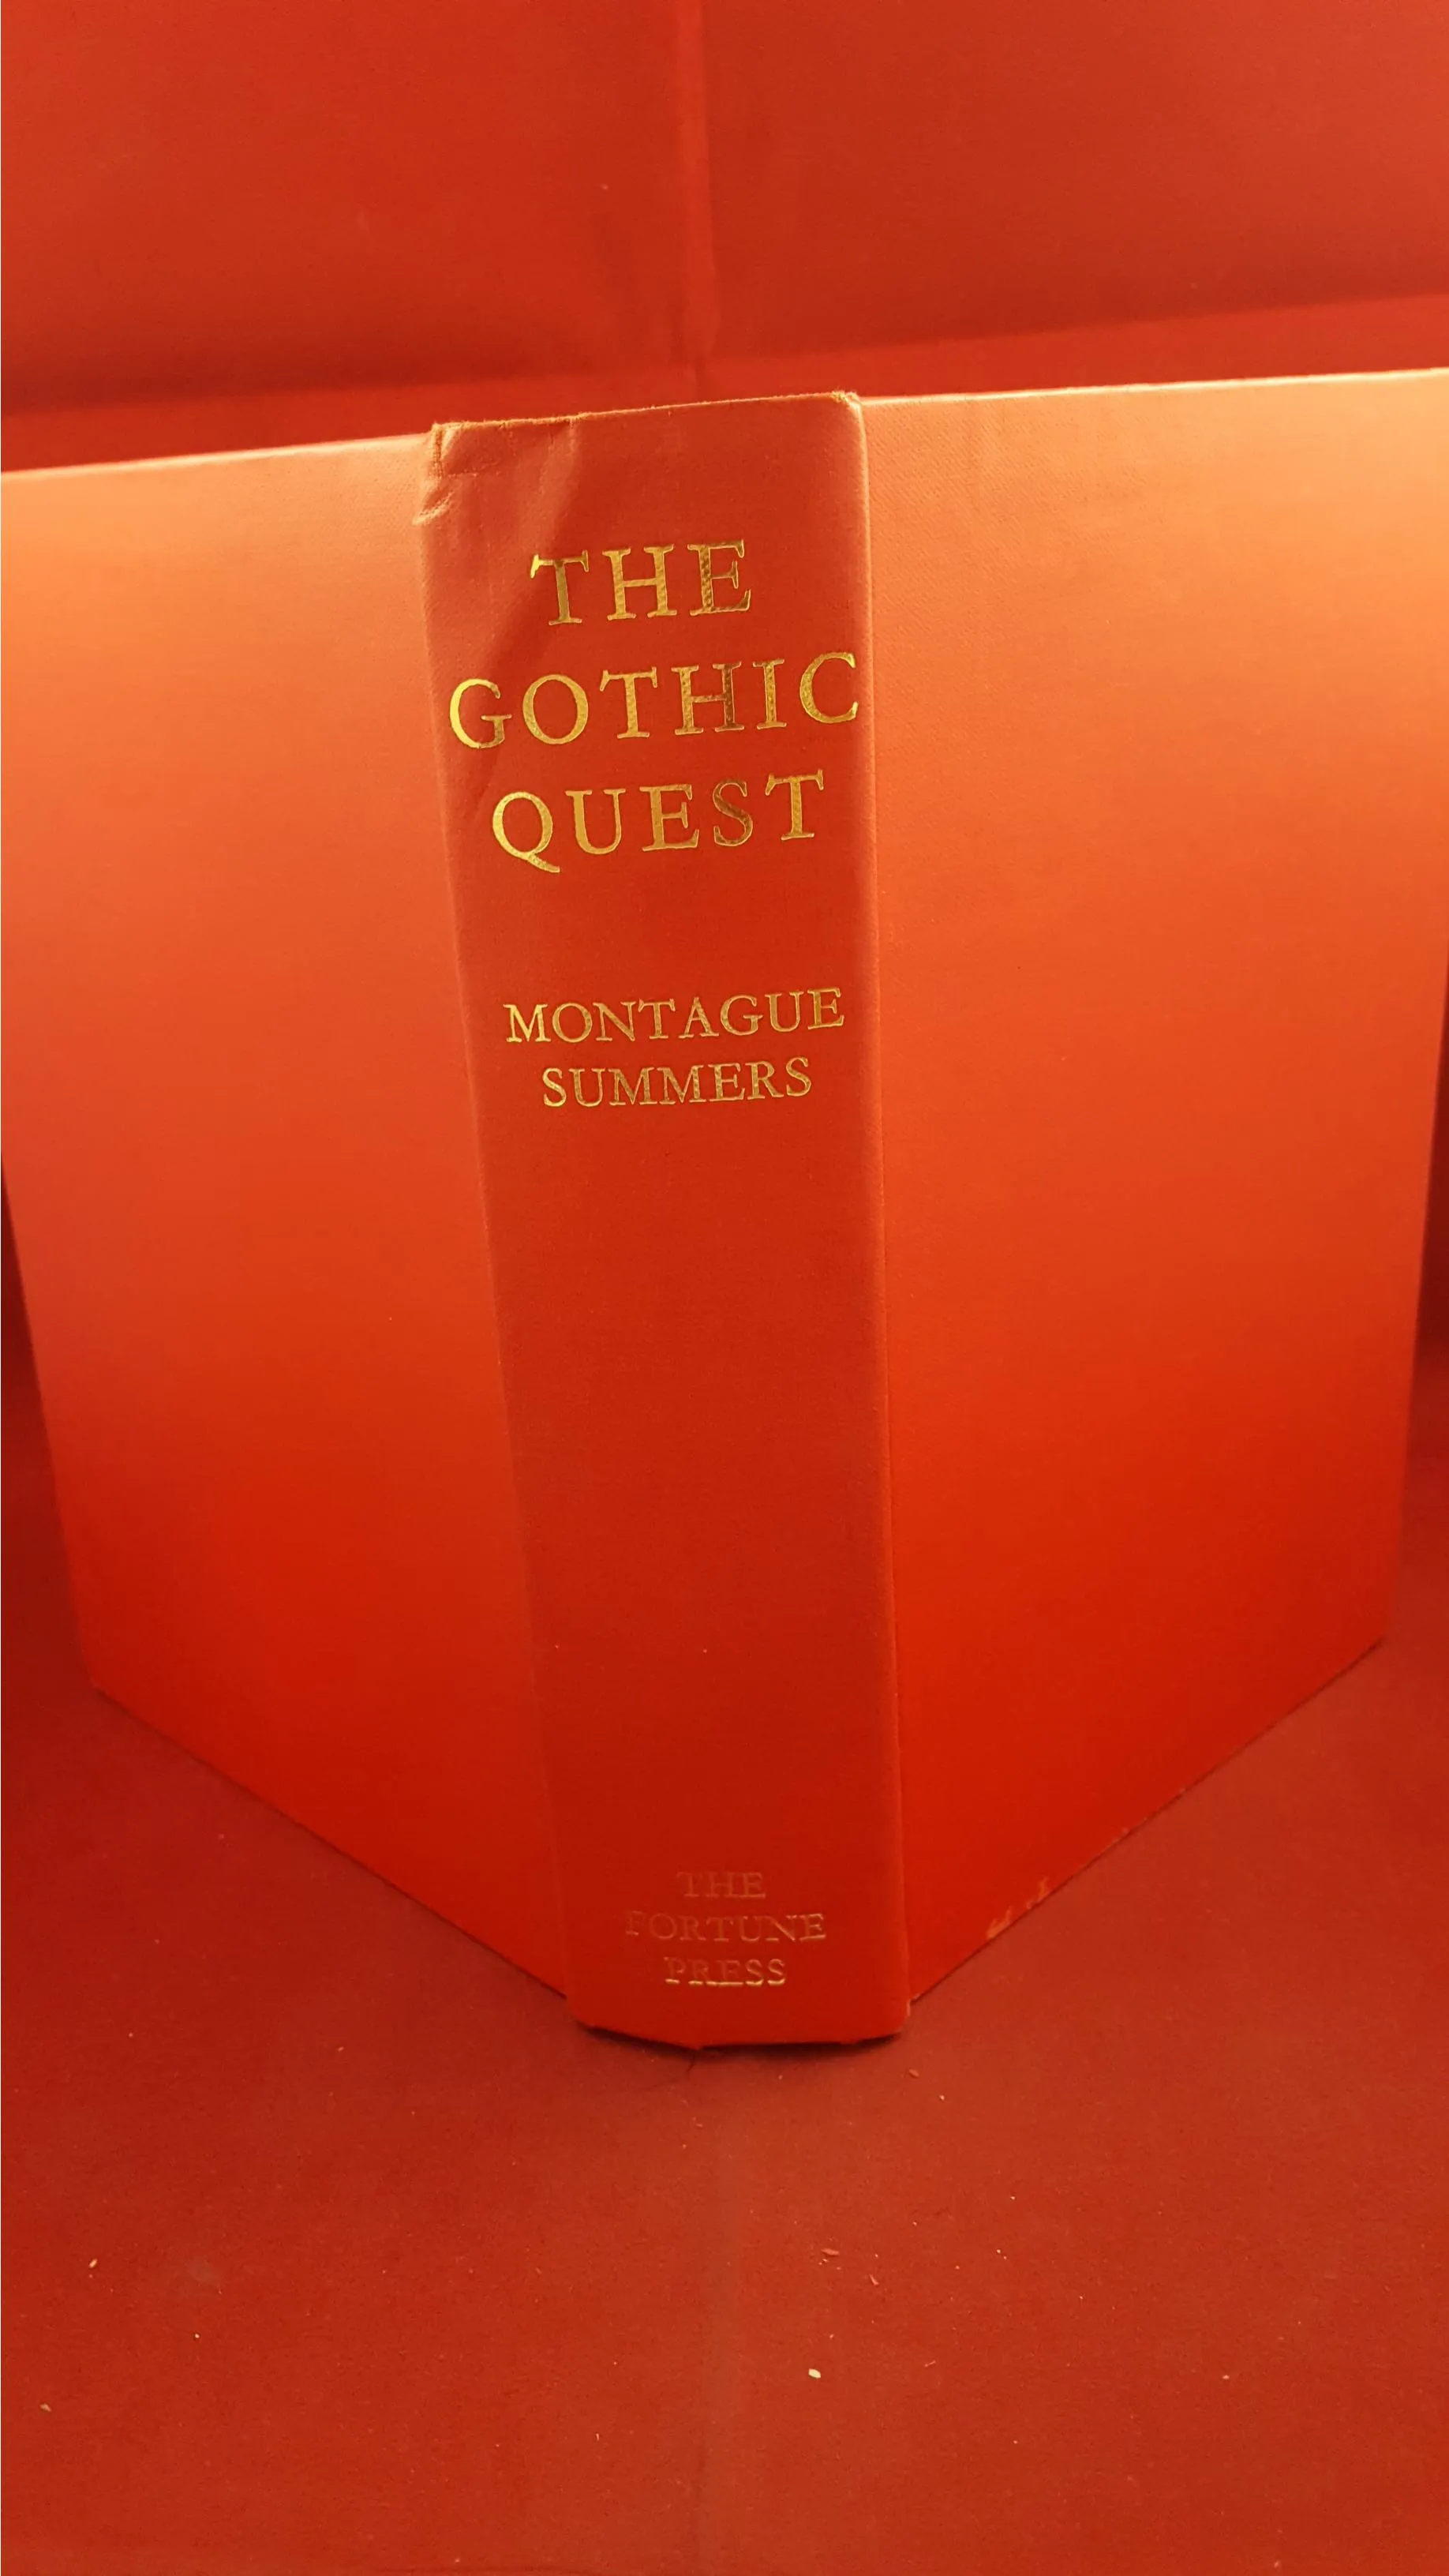 THE
GOTHIC
QUEST
MONTAGUE
SUMMERS
THE
FORTUNE
PRESS